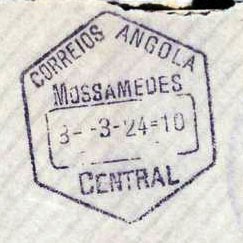 CORREIOS ANGOLA
MOSSAMEDES
3- -3-24=10
CENTRAL